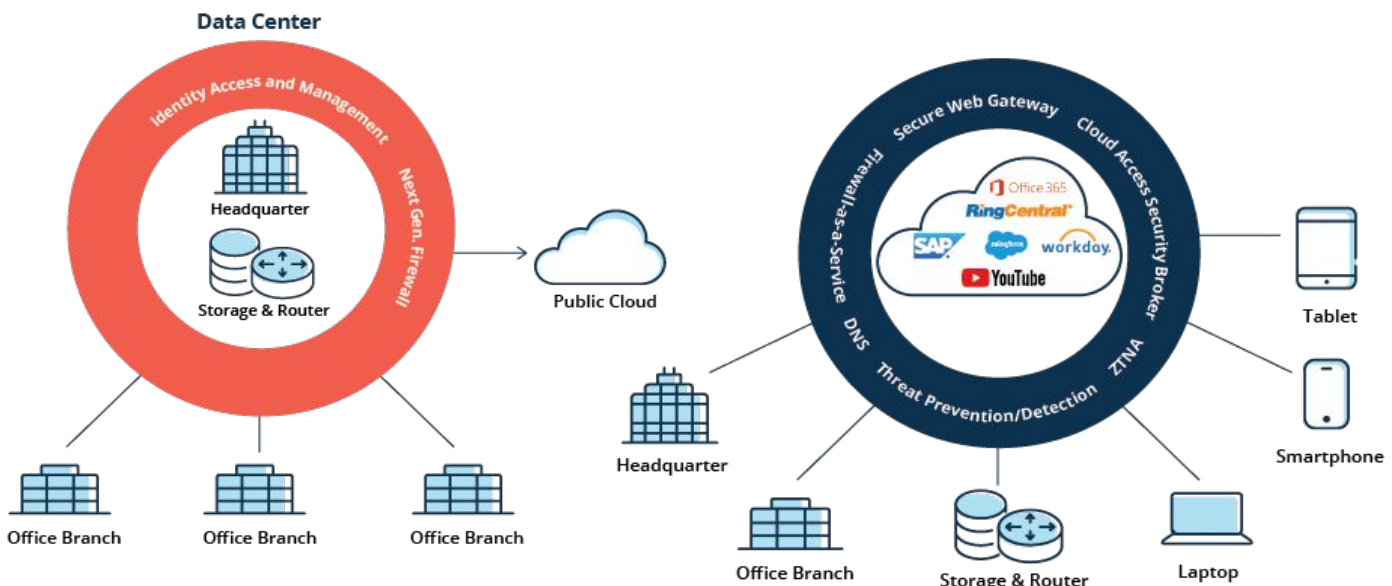 Data Center
Identity Access and Management
Next Gen. Firewall
Headquarter
Storage & Router
Public Cloud
Office Branch
Office Branch
Office Branch
Firewall-as-a-Service
Secure Web Gateway
Cloud Access Security Broker
ZTNA
Threat Prevention/Detection
DNS
Office 365
RingCentral®
SAP
salesforce
workday.
YouTube
Headquarter
Office Branch
Storage & Router
Laptop
Smartphone
Tablet